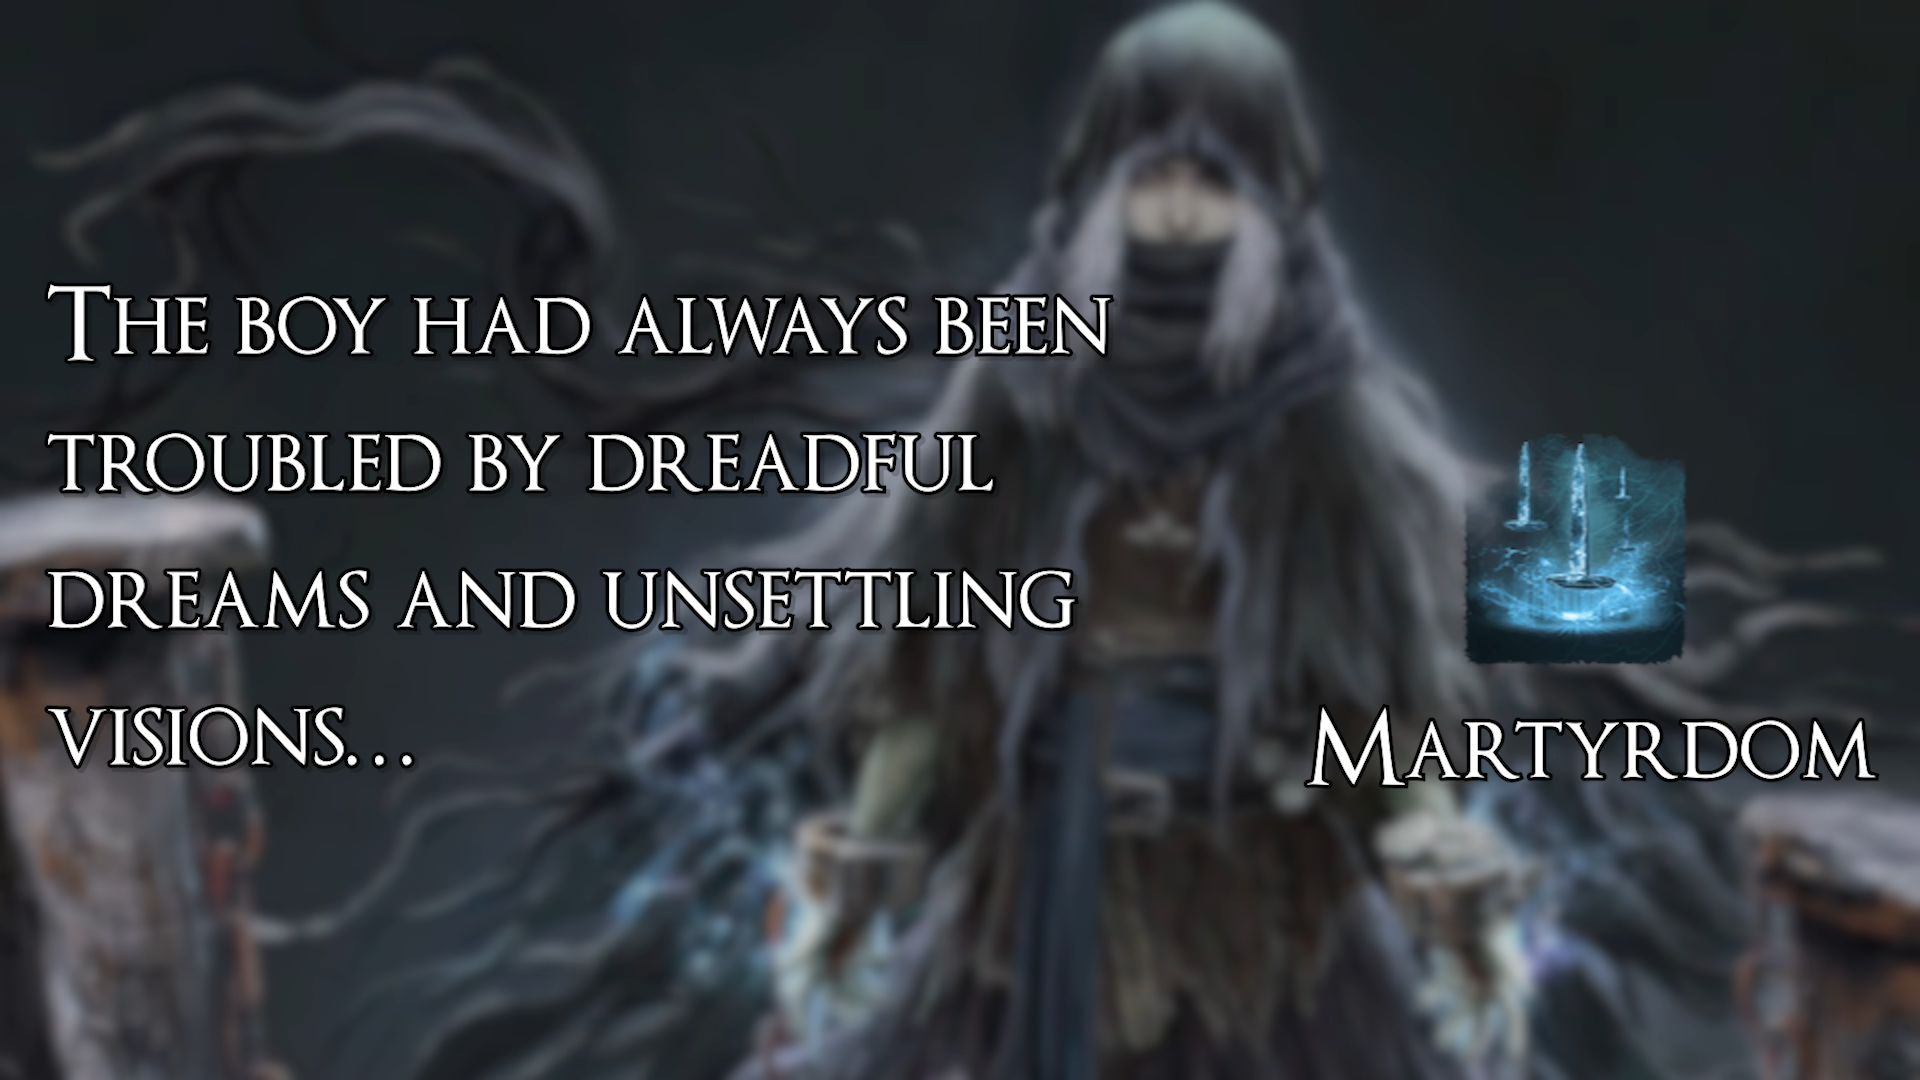 The boy had always been
troubled by dreadful
dreams and unsettling
visions...
Martyrdom